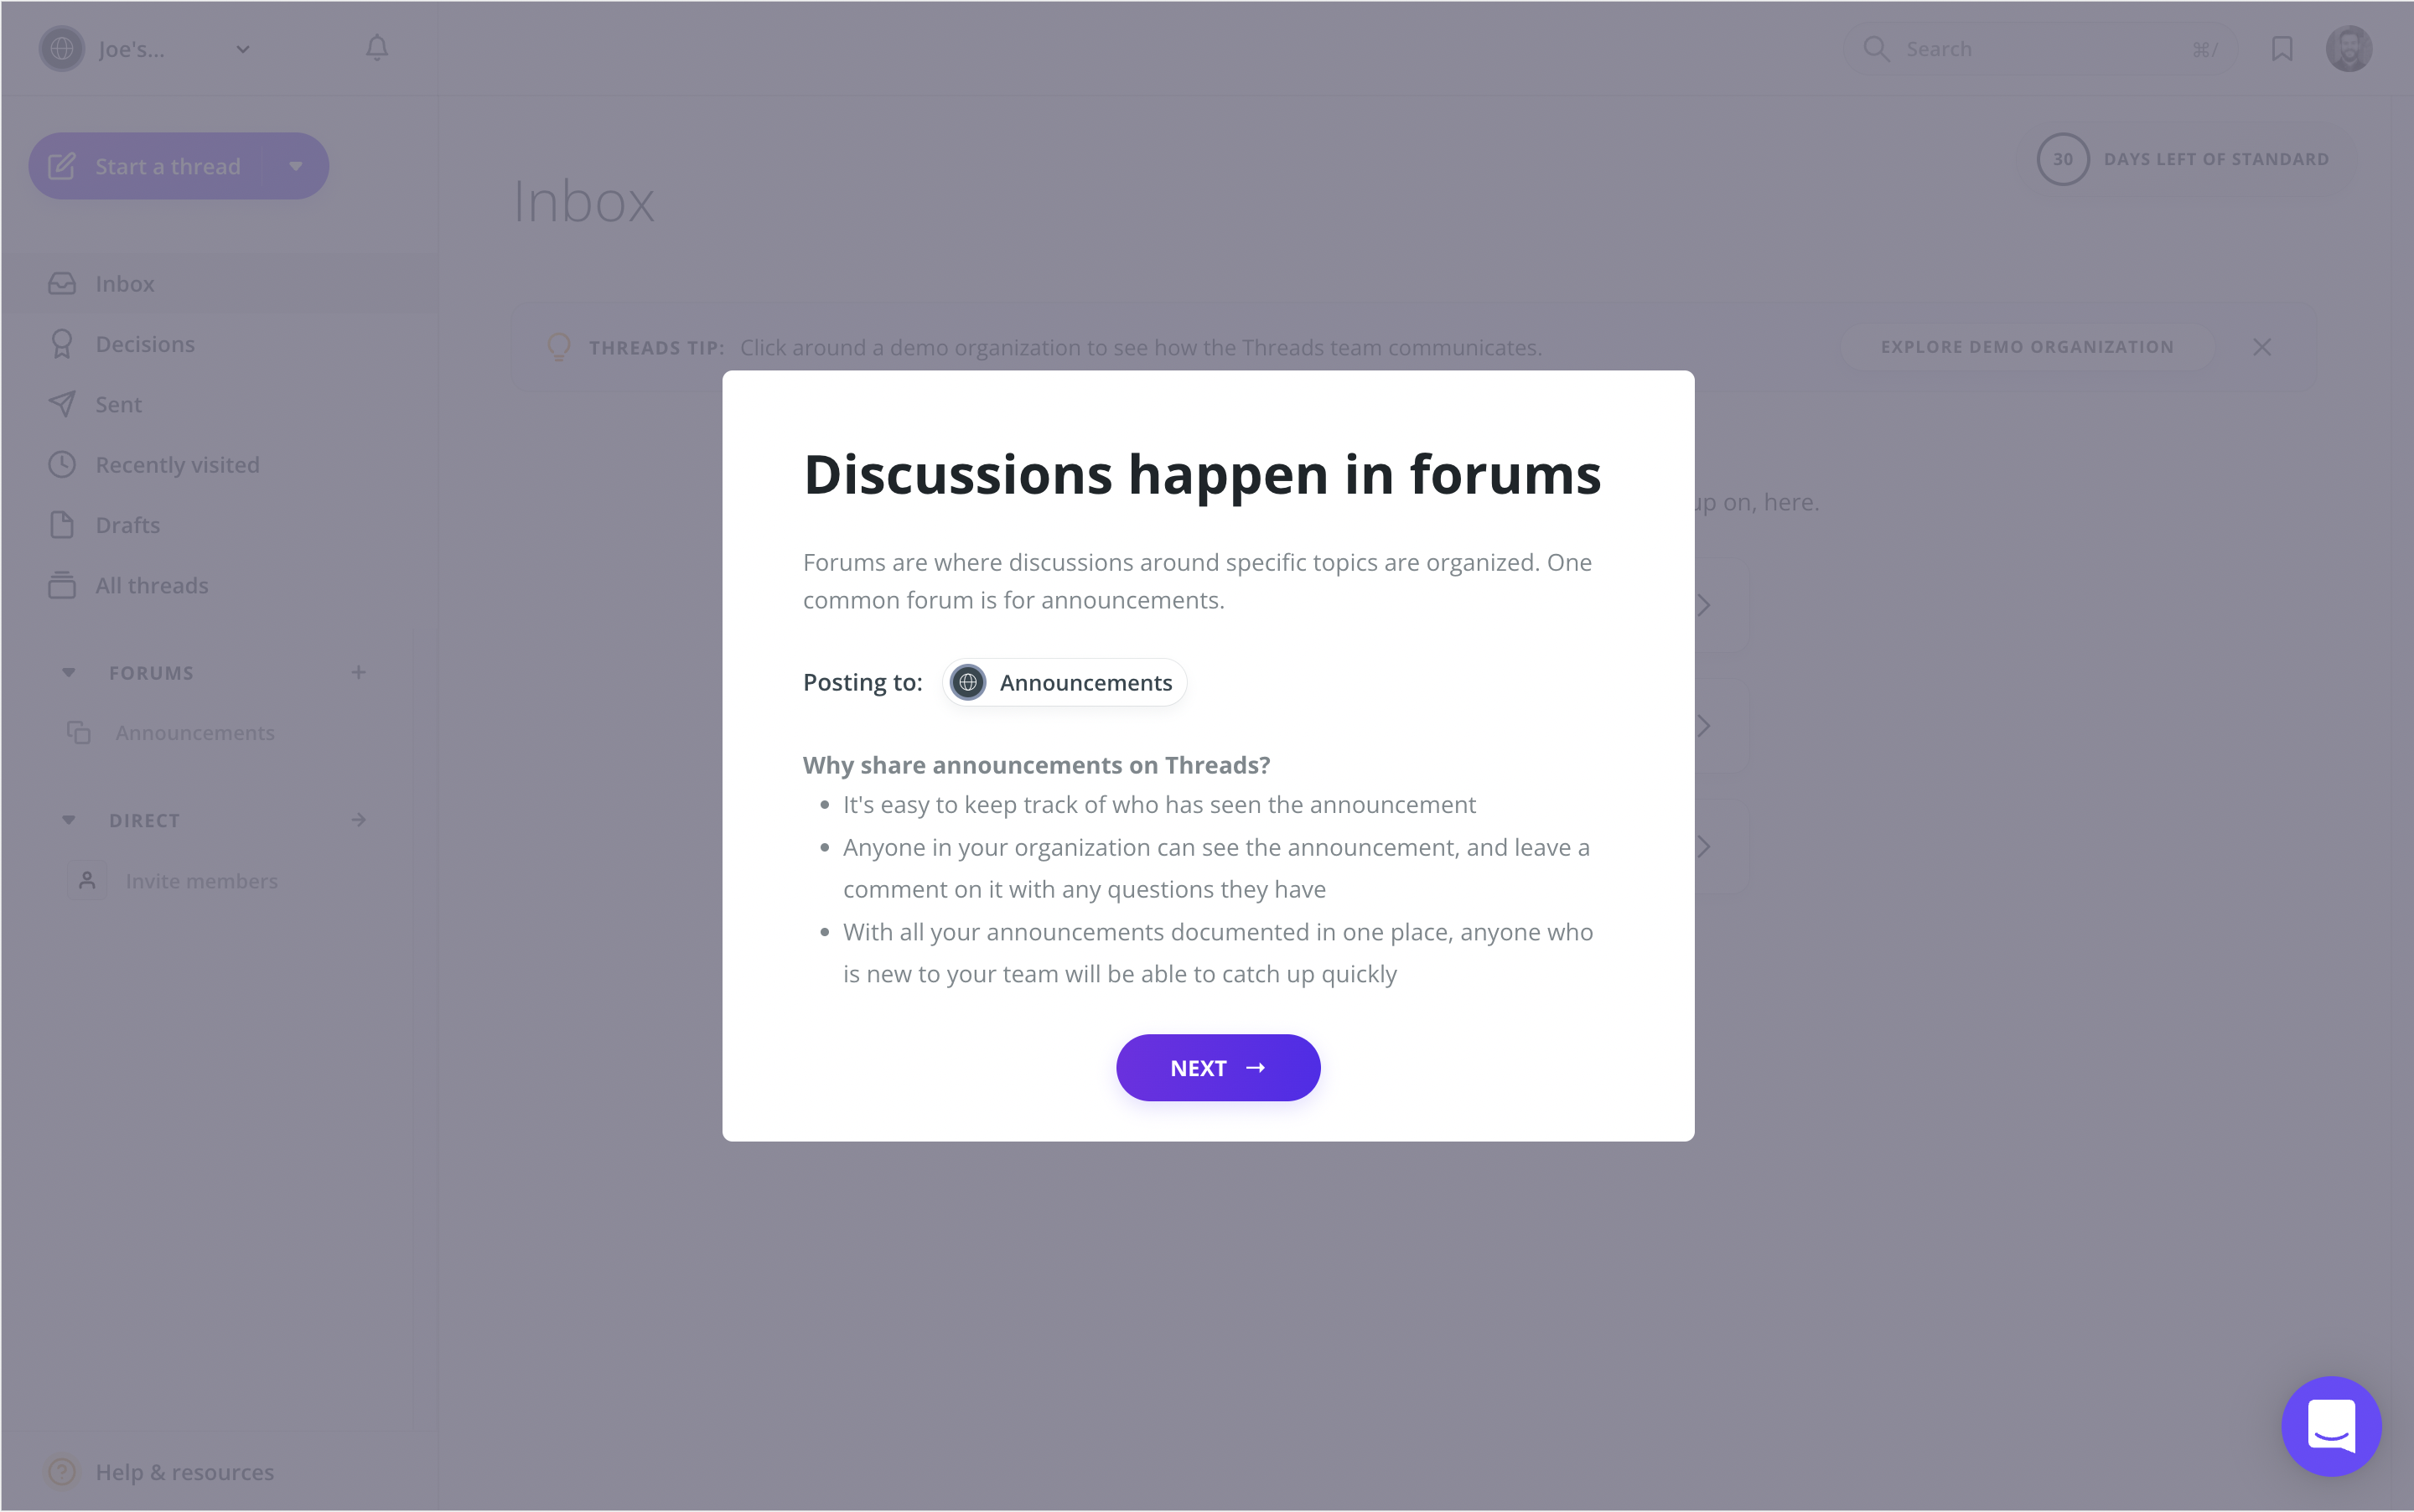 Joe's...
Search
⌘/
Start a thread
30
DAYS LEFT OF STANDARD
Inbox
Inbox
Decisions
Sent
Recently visited
Drafts
All threads
FORUMS
Announcements
DIRECT
Invite members
Help & resources
THREADS TIP: Click around a demo organization to see how the Threads team communicates.
EXPLORE DEMO ORGANIZATION
up on, here.
Discussions happen in forums
Forums are where discussions around specific topics are organized. One
common forum is for announcements.
Posting to: Announcements
Why share announcements on Threads?
• It's easy to keep track of who has seen the announcement
• Anyone in your organization can see the announcement, and leave a
comment on it with any questions they have
• With all your announcements documented in one place, anyone who
is new to your team will be able to catch up quickly
NEXT →